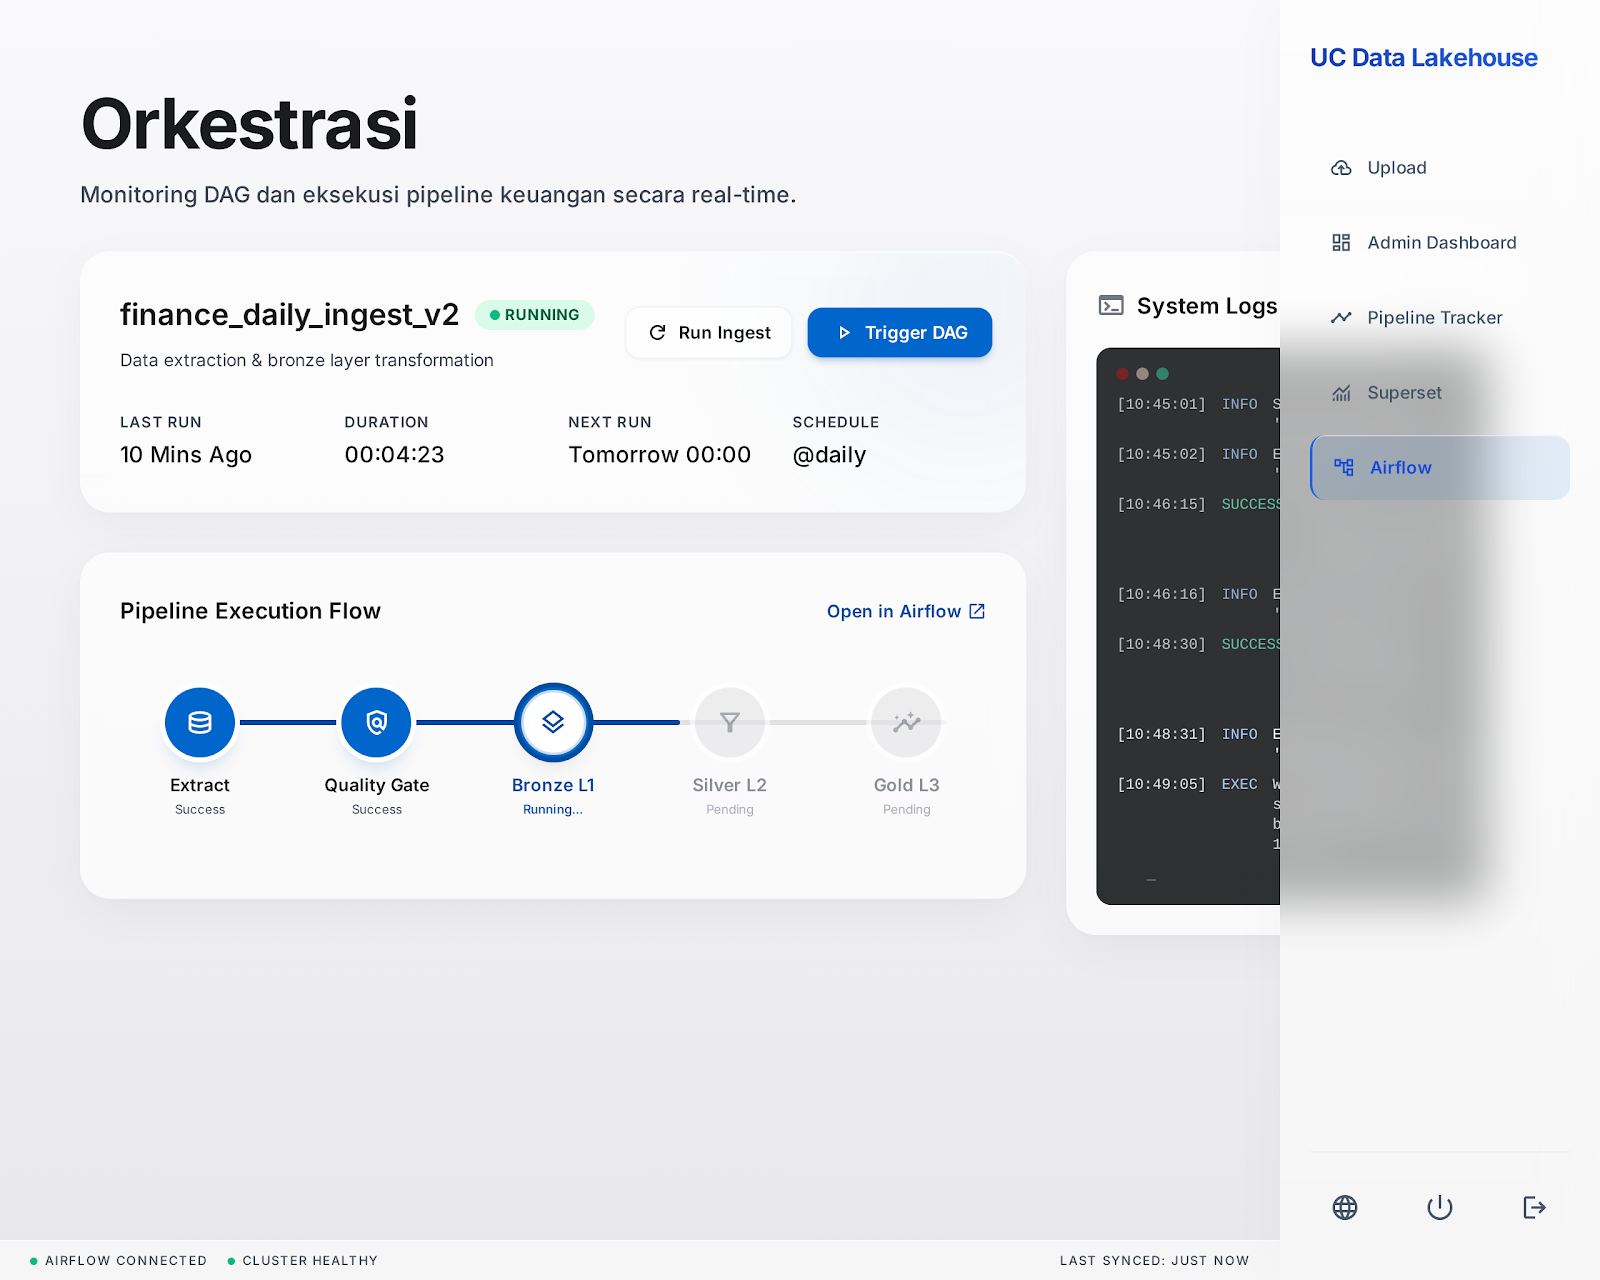 Orkestrasi
Monitoring DAG dan eksekusi pipeline keuangan secara real-time.
finance_daily_ingest_v2
RUNNING
Data extraction & bronze layer transformation
Run Ingest
Trigger DAG
LAST RUN
10 Mins Ago
DURATION
00:04:23
NEXT RUN
Tomorrow 00:00
SCHEDULE
@daily
Pipeline Execution Flow
Open in Airflow
Extract
Success
Quality Gate
Success
Bronze L1
Running...
Silver L2
Pending
Gold L3
Pending
System Logs
[10:45:01] INFO
[10:45:02] INFO
[10:46:15] SUCCESS
[10:46:16] INFO
[10:48:30] SUCCESS
[10:48:31] INFO
[10:49:05] EXEC
UC Data Lakehouse
Upload
Admin Dashboard
Pipeline Tracker
Superset
Airflow
AIRFLOW CONNECTED
CLUSTER HEALTHY
LAST SYNCED: JUST NOW